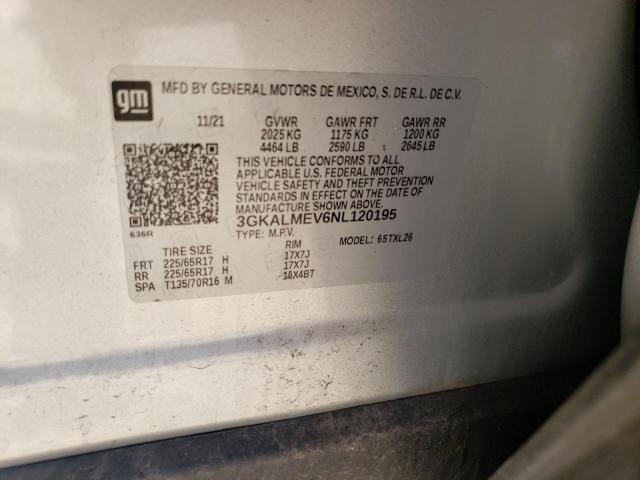 gm
MFD BY GENERAL MOTORS DE MEXICO, S. DE R.L. DE C.V.
11/21 GVWR GAWR FRT GAWR RR
2025 KG 1175 KG 1200 KG
4464 LB 2590 LB 2645 LB
THIS VEHICLE CONFORMS TO ALL
APPLICABLE U.S. FEDERAL MOTOR
VEHICLE SAFETY AND THEFT PREVENTION
STANDARDS IN EFFECT ON THE DATE
OF MANUFACTURE SHOWN ABOVE.
3GKALMEV6NL120195
636R TYPE: M.P.V. MODEL: 65TXL26
TIRE SIZE RIM
FRT 225/65R17 H 17X7J
RR 225/65R17 H 17X7J
SPA T135/70R16 M 16X4BT